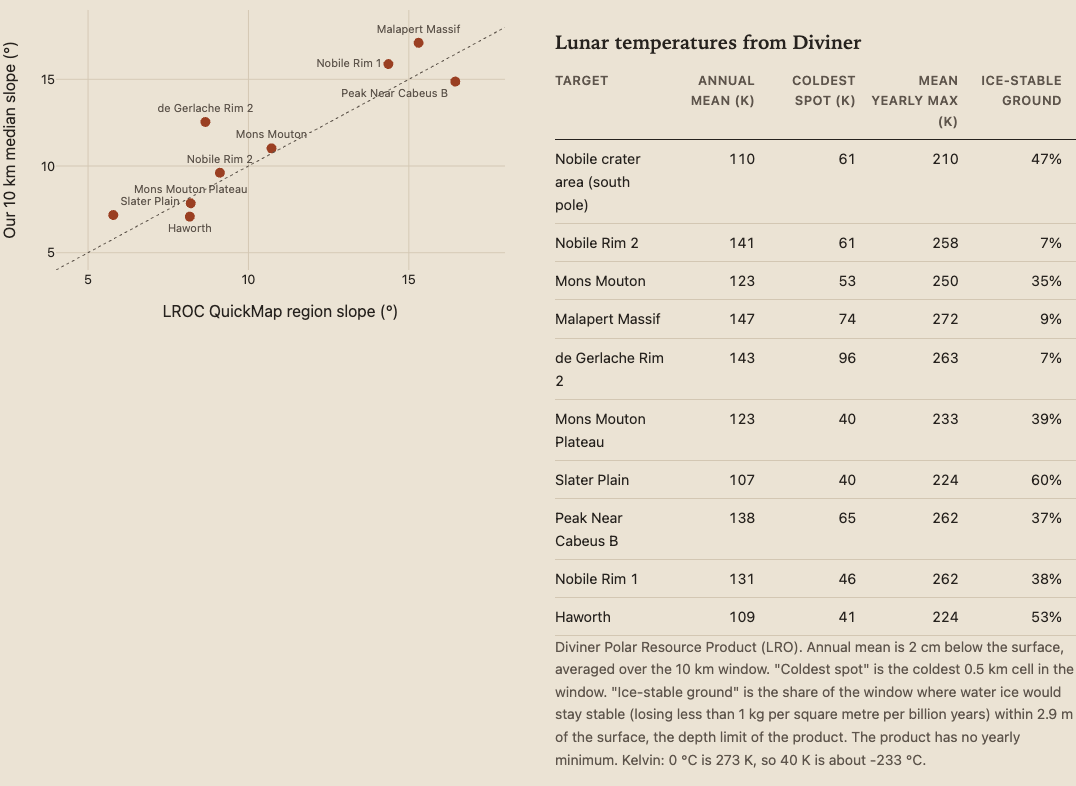 Our 10 km median slope (°)
Malapert Massif
Nobile Rim 1
15
Peak Near Cabeus B
de Gerlache Rim 2
Mons Mouton
10
Nobile Rim 2
Mons Mouton Plateau
Slater Plain
Haworth
5
5 10 15
LROC QuickMap region slope (°)
Lunar temperatures from Diviner
TARGET ANNUAL COLDEST MEAN ICE-STABLE
MEAN (K) SPOT (K) YEARLY MAX GROUND
(K)
Nobile crater 110 61 210 47%
area (south
pole)
Nobile Rim 2 141 61 258 7%
Mons Mouton 123 53 250 35%
Malapert Massif 147 74 272 9%
de Gerlache Rim 143 96 263 7%
2
Mons Mouton 123 40 233 39%
Plateau
Slater Plain 107 40 224 60%
Peak Near 138 65 262 37%
Cabeus B
Nobile Rim 1 131 46 262 38%
Haworth 109 41 224 53%
Diviner Polar Resource Product (LRO). Annual mean is 2 cm below the surface,
averaged over the 10 km window. "Coldest spot" is the coldest 0.5 km cell in the
window. "Ice-stable ground" is the share of the window where water ice would
stay stable (losing less than 1 kg per square metre per billion years) within 2.9 m
of the surface, the depth limit of the product. The product has no yearly
minimum. Kelvin: 0 °C is 273 K, so 40 K is about -233 °C.